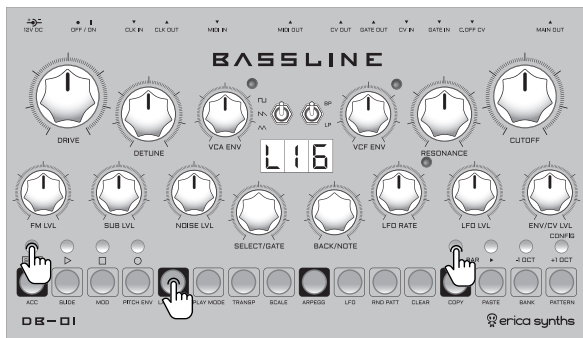 12V DC OFF / ON CLK IN CLK OUT MIDI IN MIDI OUT CV OUT GATE OUT CV IN GATE IN C.OFF CV MAIN OUT
BASSLINE
BP
LP
DRIVE DETUNE VCA ENV VCF ENV RESONANCE CUTOFF
L16
FM LVL SUB LVL NOISE LVL LFO RATE LFO LVL ENV/CV LVL
SELECT/GATE BACK/NOTE
CONFIG
BAR -1 OCT +1 OCT
ACC SLIDE MOD PITCH ENV PLAY MODE TRANSP SCALE ARPEGG LFO RND PATT CLEAR COPY PASTE BANK PATTERN
DB-01 erica synths